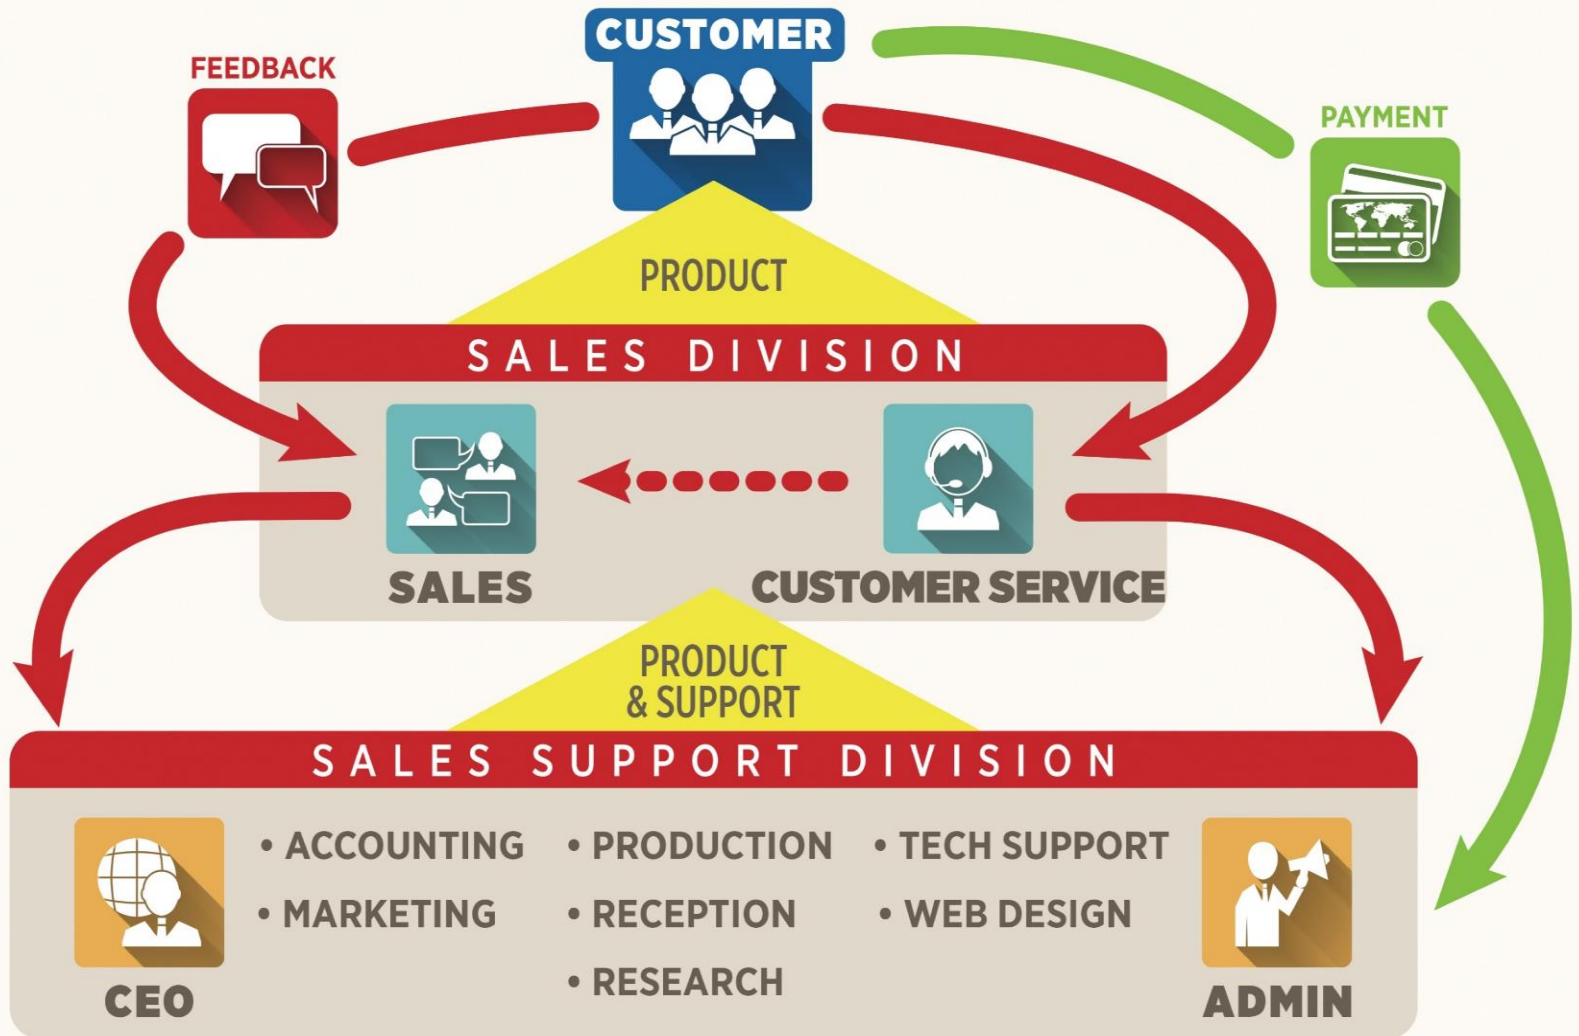 CUSTOMER
FEEDBACK
PAYMENT
PRODUCT
SALES DIVISION
SALES
CUSTOMER SERVICE
PRODUCT
& SUPPORT
SALES SUPPORT DIVISION
• ACCOUNTING
• MARKETING
• PRODUCTION
• RECEPTION
• RESEARCH
• TECH SUPPORT
• WEB DESIGN
CEO
ADMIN